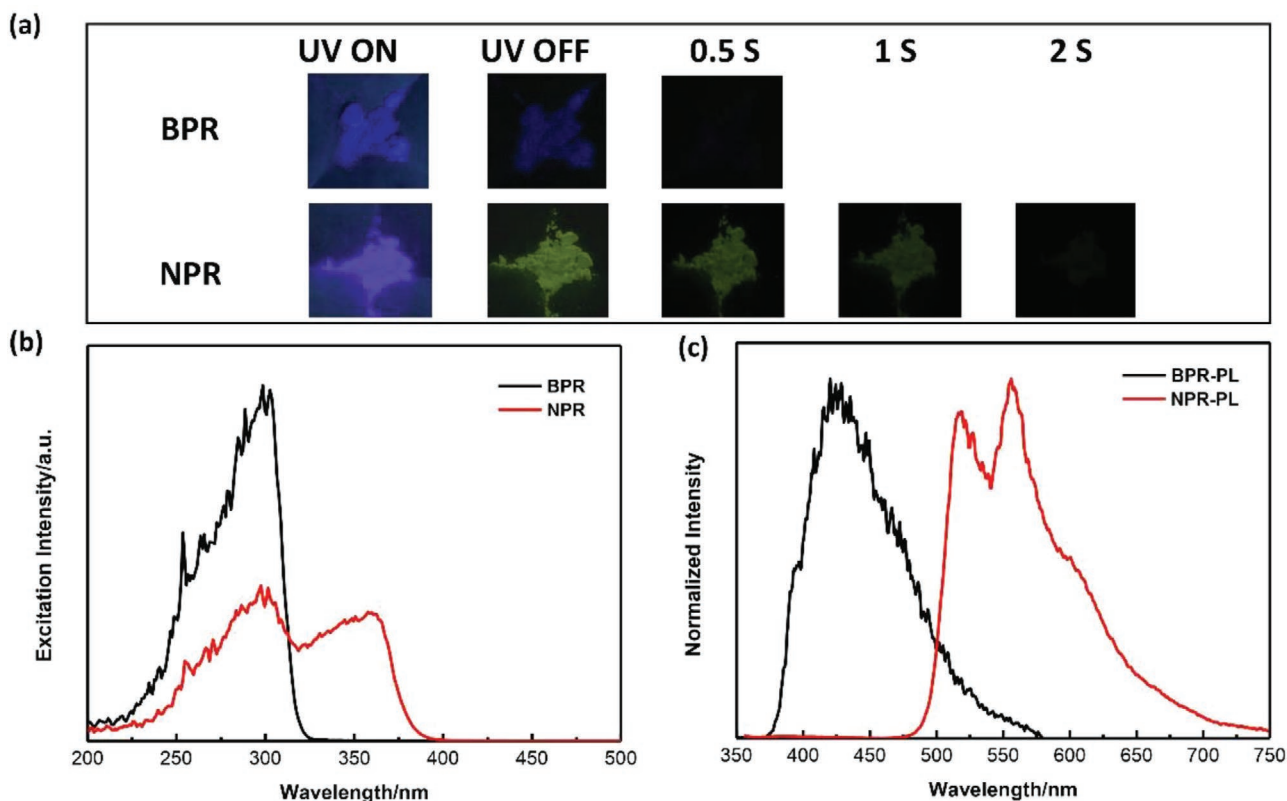 (a)
UV ON UV OFF 0.5 S 1 S 2 S
BPR
NPR
(b)
BPR
NPR
Excitation Intensity/a.u.
200 250 300 350 400 450 500
Wavelength/nm
(c)
BPR-PL
NPR-PL
Normalized Intensity
350 400 450 500 550 600 650 700 750
Wavelength/nm